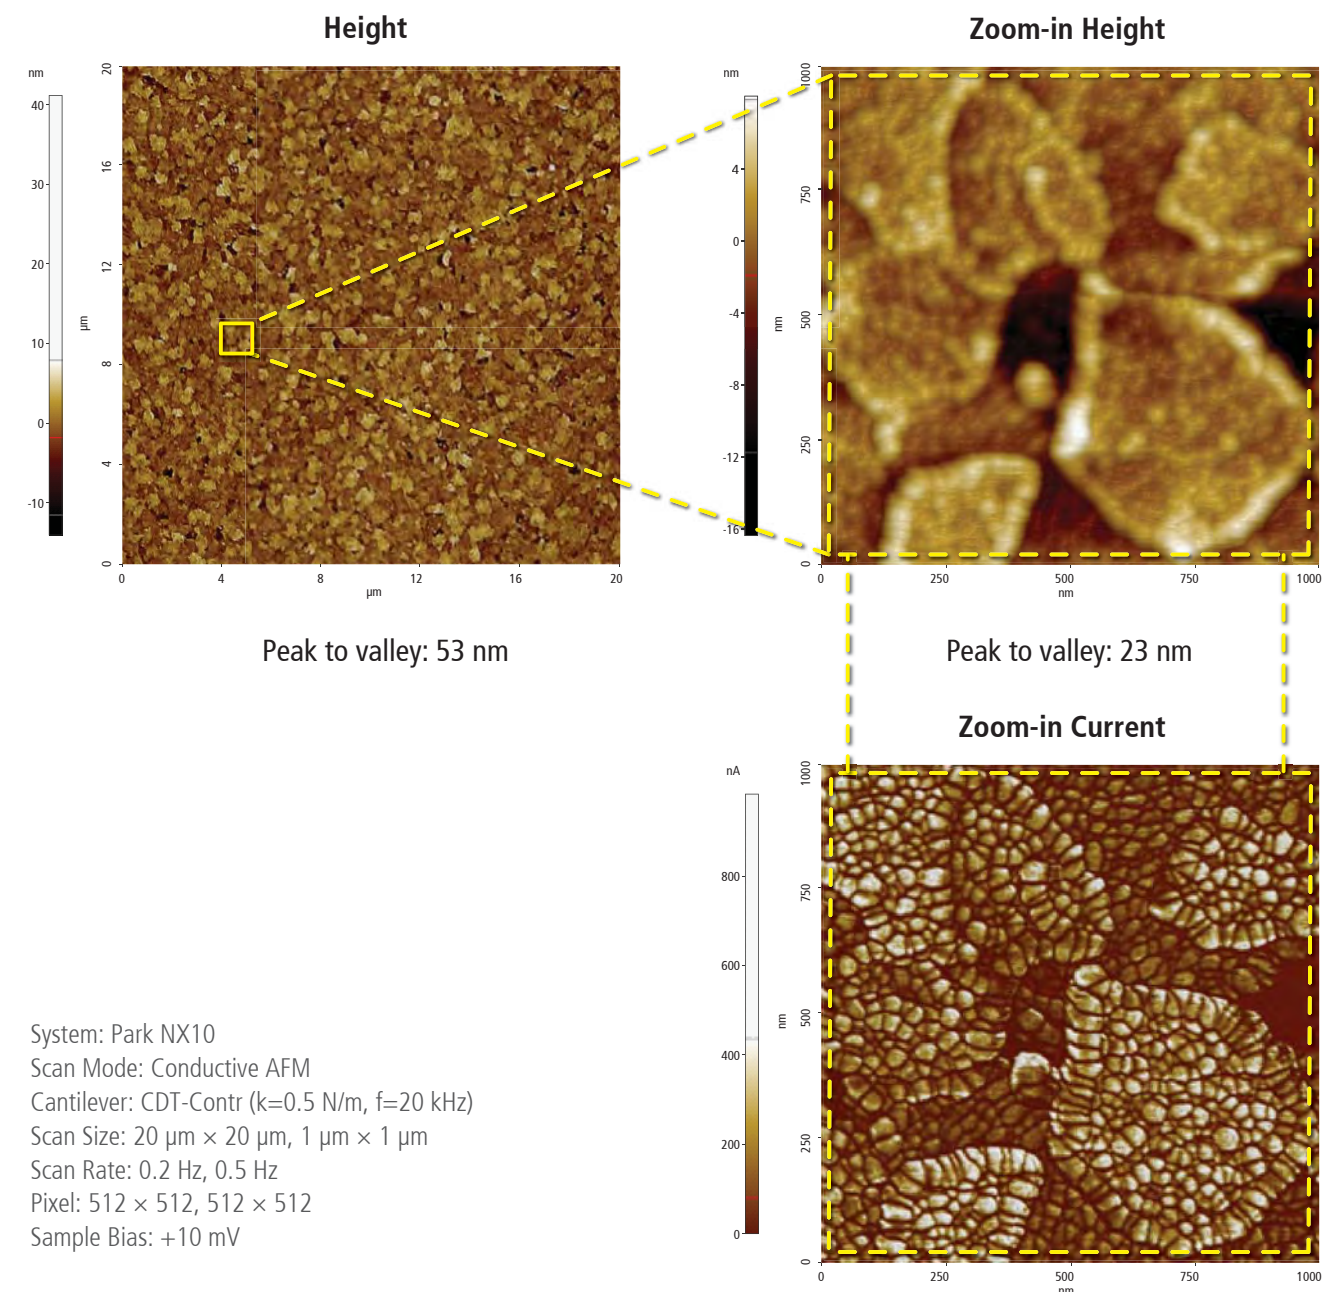 Height
nm
40
30
20
10
0
-10
20
16
12
8
4
0
µm
0 4 8 12 16 20
µm
Peak to valley: 53 nm
Zoom-in Height
nm
4
0
-4
-8
-12
-16
1000
750
500
250
0
nm
0 250 500 750 1000
nm
Peak to valley: 23 nm
Zoom-in Current
nA
800
600
400
200
0
1000
750
500
250
0
nm
0 250 500 750 1000
nm
System: Park NX10
Scan Mode: Conductive AFM
Cantilever: CDT-Contr (k=0.5 N/m, f=20 kHz)
Scan Size: 20 µm × 20 µm, 1 µm × 1 µm
Scan Rate: 0.2 Hz, 0.5 Hz
Pixel: 512 × 512, 512 × 512
Sample Bias: +10 mV